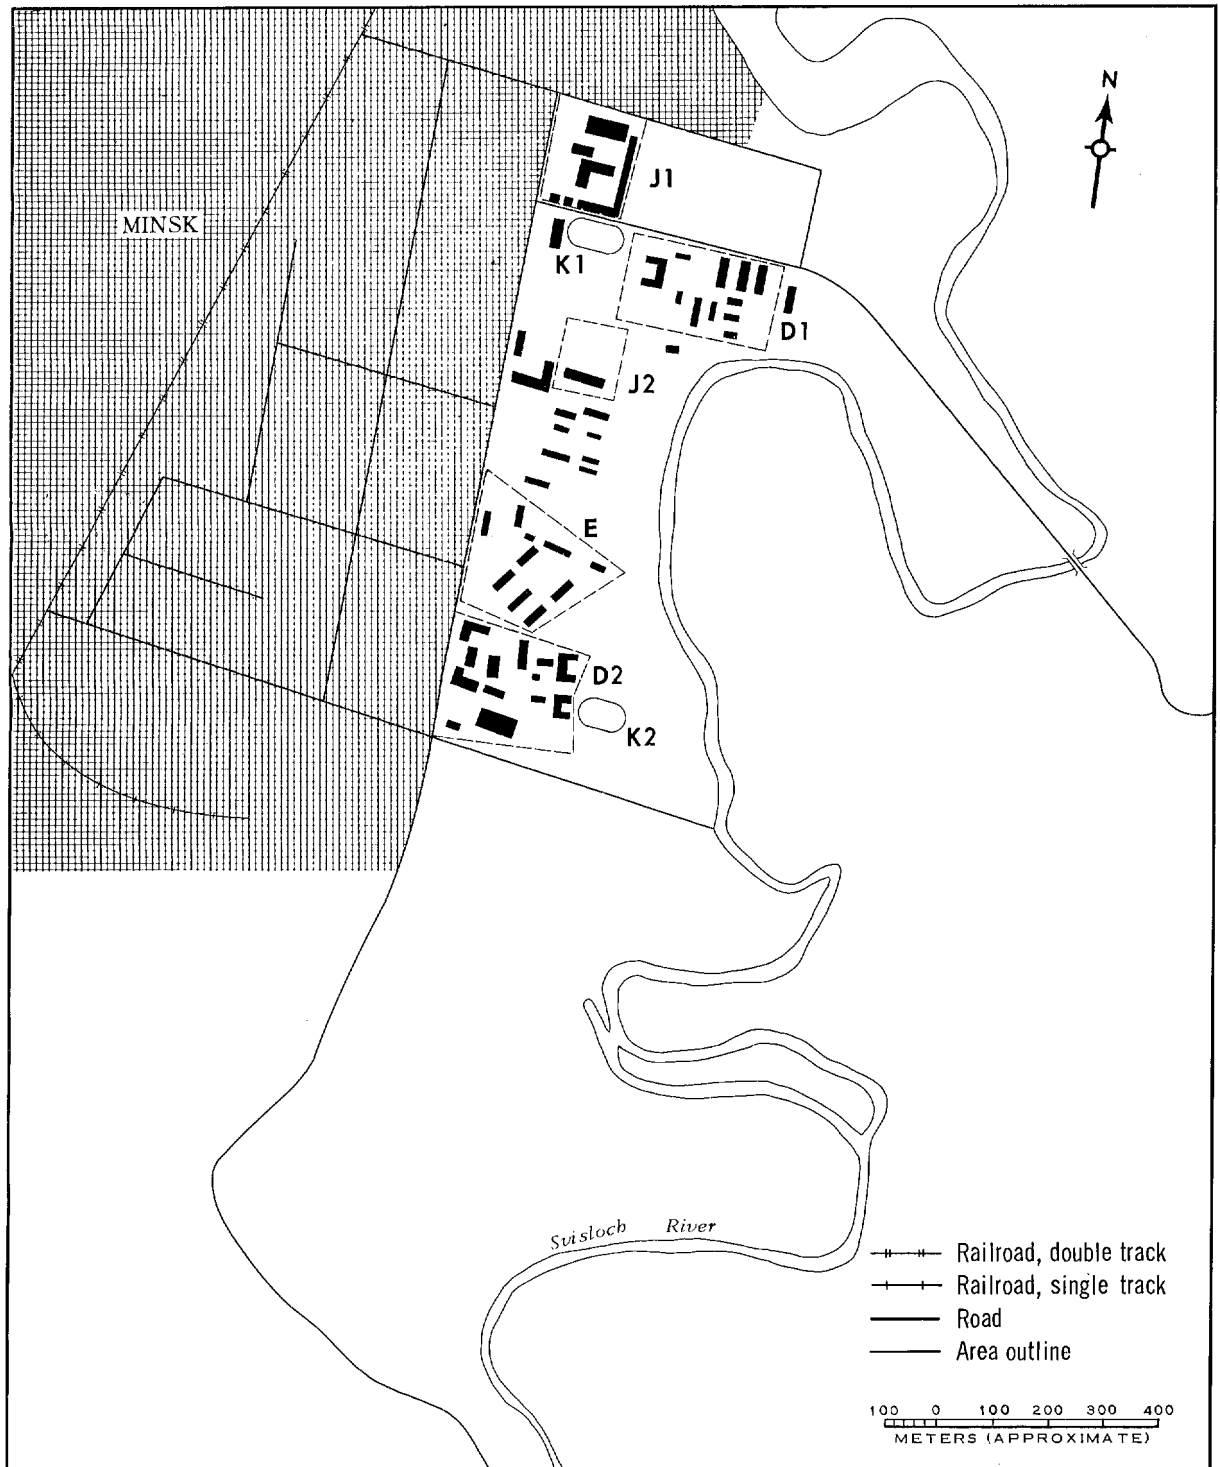 N
MINSK
J1
K1
D1
J2
E
D2
K2
Svisloch River
Railroad, double track
Railroad, single track
Road
Area outline
100 0 100 200 300 400
METERS (APPROXIMATE)